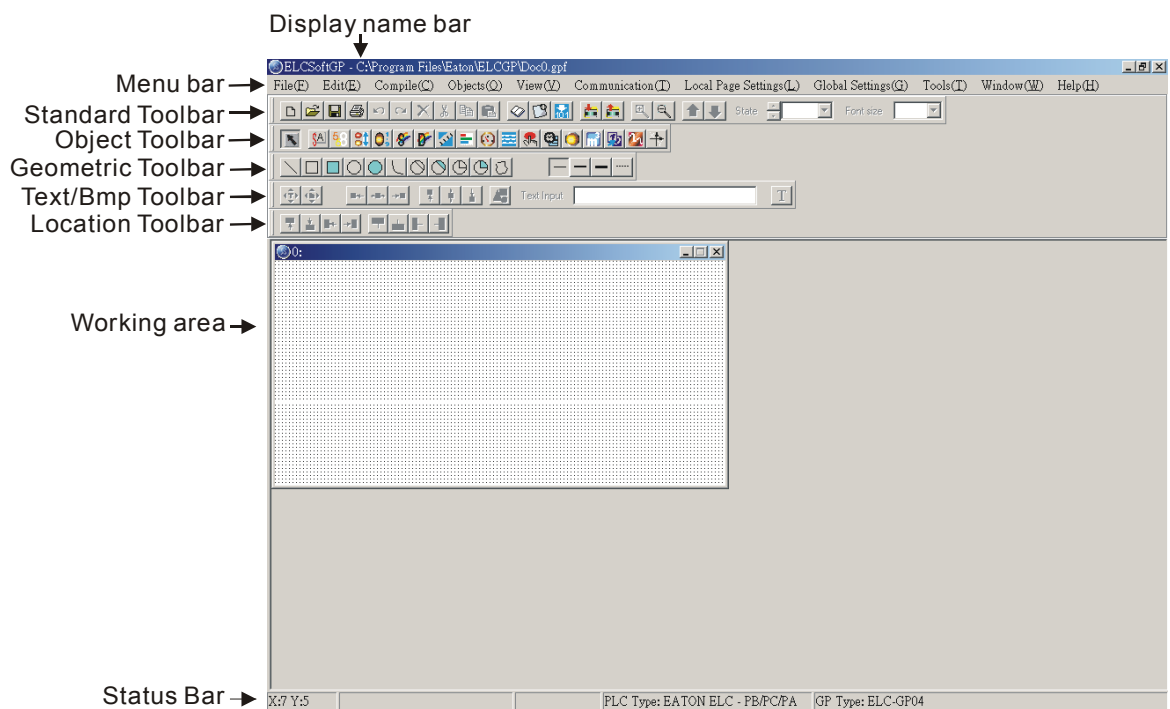 Display name bar
ELCSoftGP - C:\Program Files\Eaton\ELCGP\Doc0.gpf
Menu bar
File(F) Edit(E) Compile(C) Objects(O) View(V) Communication(T) Local Page Settings(L) Global Settings(G) Tools(T) Window(W) Help(H)
Standard Toolbar
State Font size
Object Toolbar
Geometric Toolbar
Text/Bmp Toolbar
Text Input T
Location Toolbar
0:
Working area
Status Bar
X:7 Y:5 PLC Type: EATON ELC - PB/PC/PA GP Type: ELC-GP04